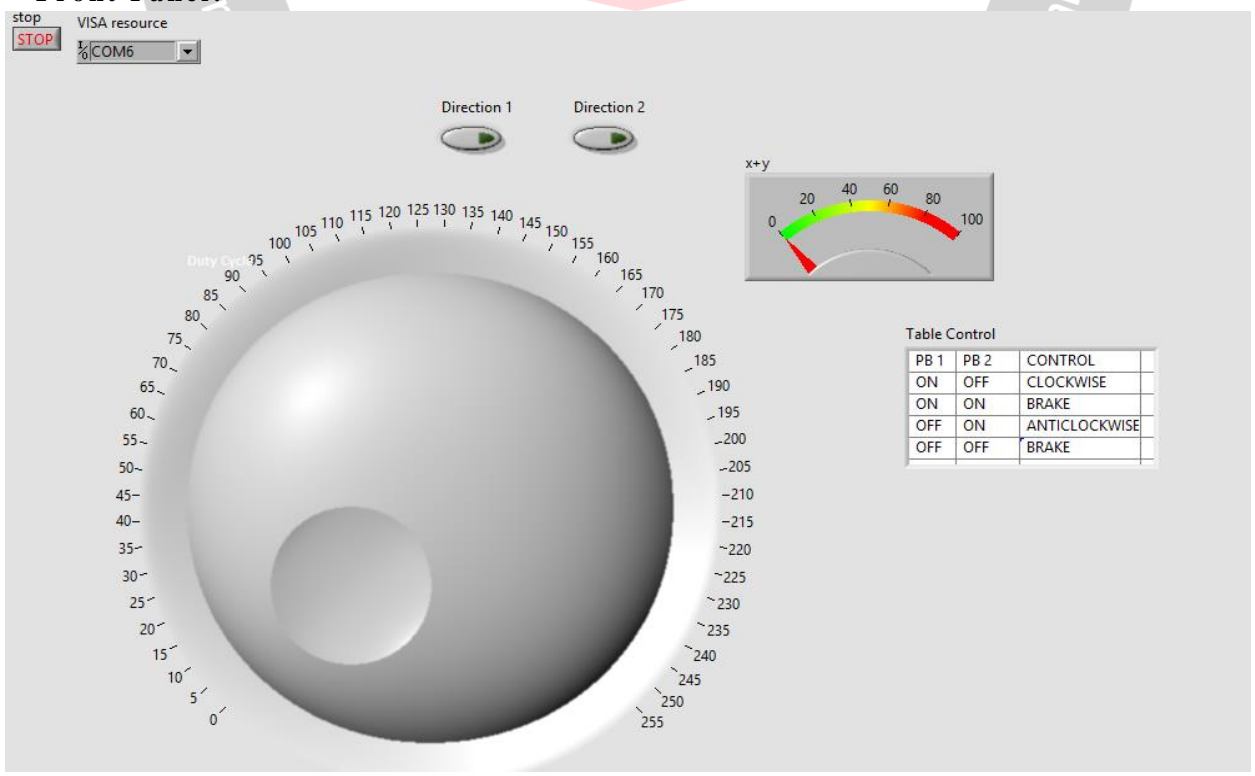 Front Panel:
stop
STOP
VISA resource
I/O COM6
Direction 1 Direction 2
x+y
0 20 40 60 80 100
Duty Cycle
0 5 10 15 20 25 30 35 40 45 50 55 60 65 70 75 80 85 90 95 100 105 110 115 120 125 130 135 140 145 150 155 160 165 170 175 180 185 190 195 200 205 210 215 220 225 230 235 240 245 250 255
Table Control
PB 1 PB 2 CONTROL
ON OFF CLOCKWISE
ON ON BRAKE
OFF ON ANTICLOCKWISE
OFF OFF BRAKE